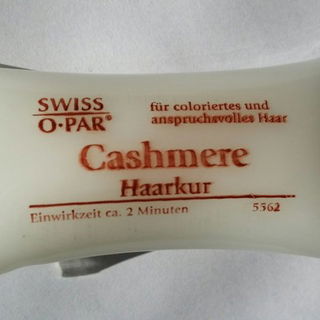 SWISS
O·PAR®
für coloriertes und
anspruchsvolles Haar
Cashmere
Haarkur
Einwirkzeit ca. 2 Minuten 5562